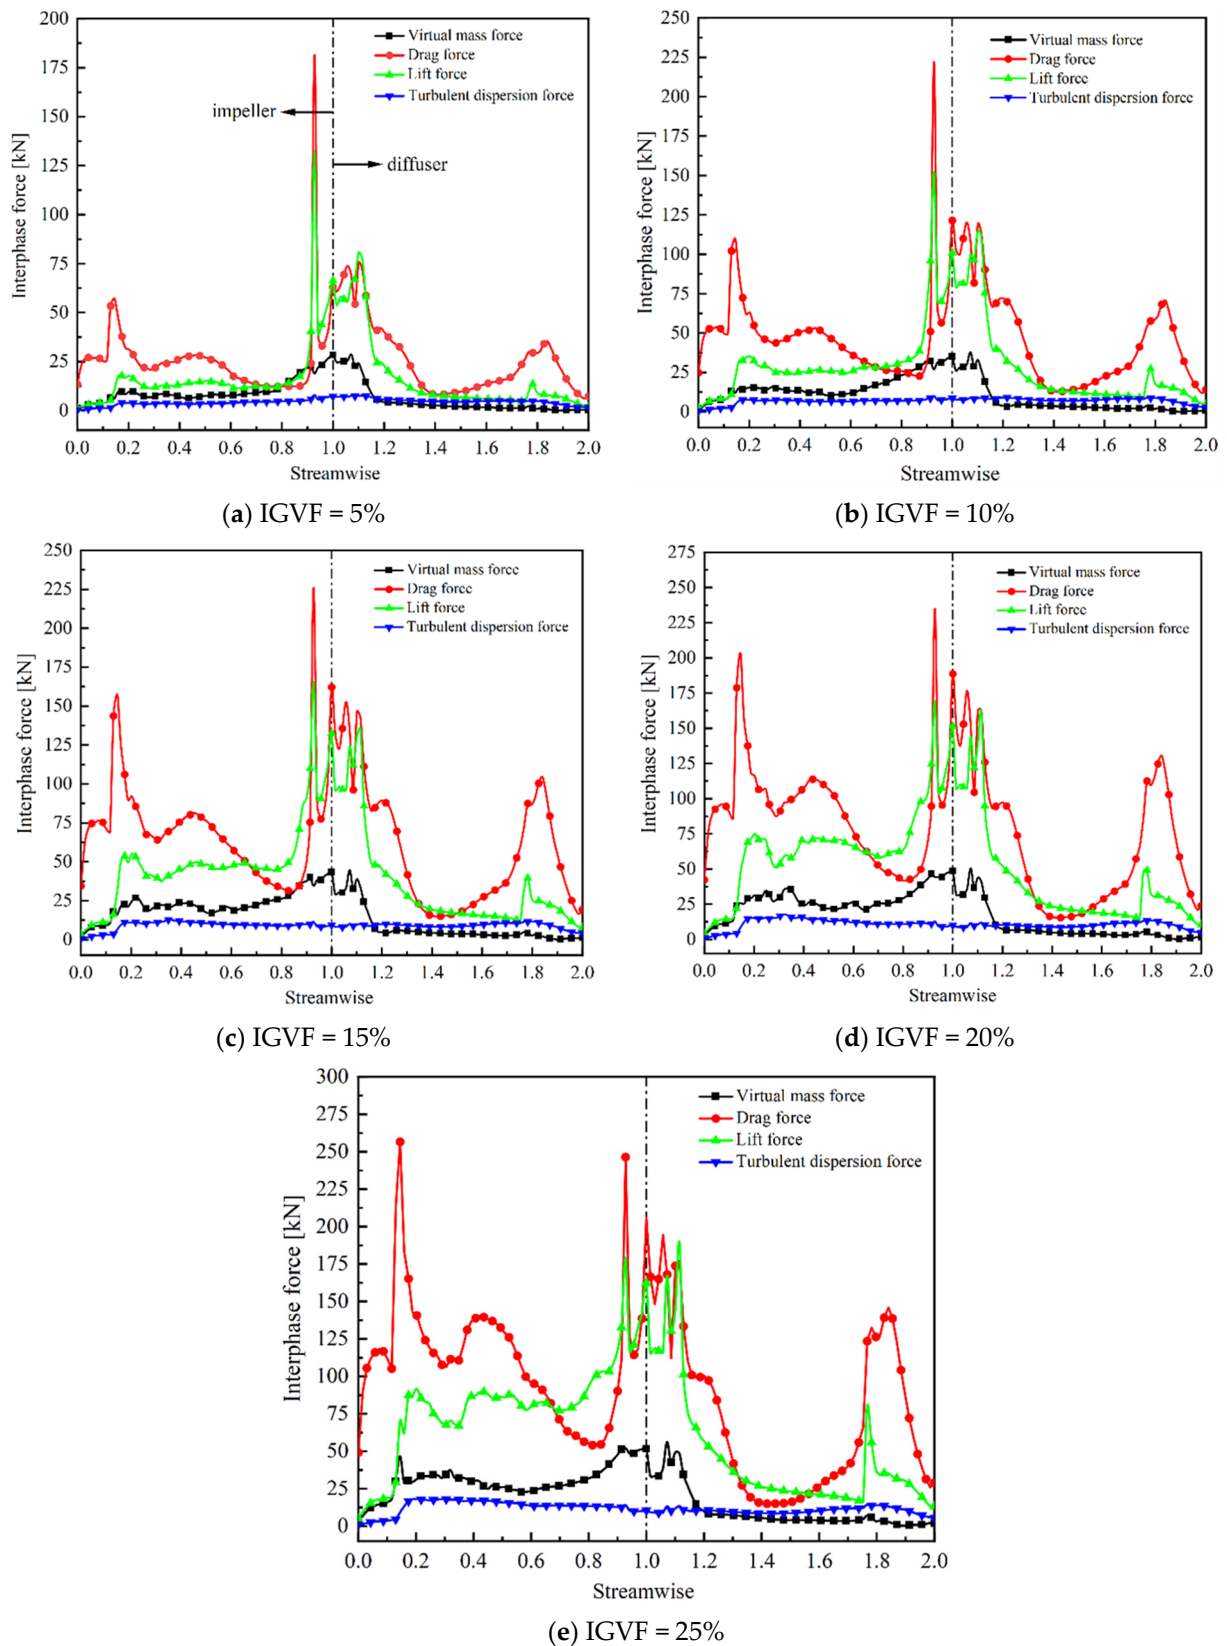 200
175
150
125
100
75
50
25
0
Interphase force [kN]
Virtual mass force
Drag force
Lift force
Turbulent dispersion force
impeller
diffuser
0.0 0.2 0.4 0.6 0.8 1.0 1.2 1.4 1.6 1.8 2.0
Streamwise
(a) IGVF = 5%
250
225
200
175
150
125
100
75
50
25
0
Interphase force [kN]
Virtual mass force
Drag force
Lift force
Turbulent dispersion force
0.0 0.2 0.4 0.6 0.8 1.0 1.2 1.4 1.6 1.8 2.0
Streamwise
(b) IGVF = 10%
250
225
200
175
150
125
100
75
50
25
0
Interphase force [kN]
Virtual mass force
Drag force
Lift force
Turbulent dispersion force
0.0 0.2 0.4 0.6 0.8 1.0 1.2 1.4 1.6 1.8 2.0
Streamwise
(c) IGVF = 15%
275
250
225
200
175
150
125
100
75
50
25
0
Interphase force [kN]
Virtual mass force
Drag force
Lift force
Turbulent dispersion force
0.0 0.2 0.4 0.6 0.8 1.0 1.2 1.4 1.6 1.8 2.0
Streamwise
(d) IGVF = 20%
300
275
250
225
200
175
150
125
100
75
50
25
0
Interphase force [kN]
Virtual mass force
Drag force
Lift force
Turbulent dispersion force
0.0 0.2 0.4 0.6 0.8 1.0 1.2 1.4 1.6 1.8 2.0
Streamwise
(e) IGVF = 25%